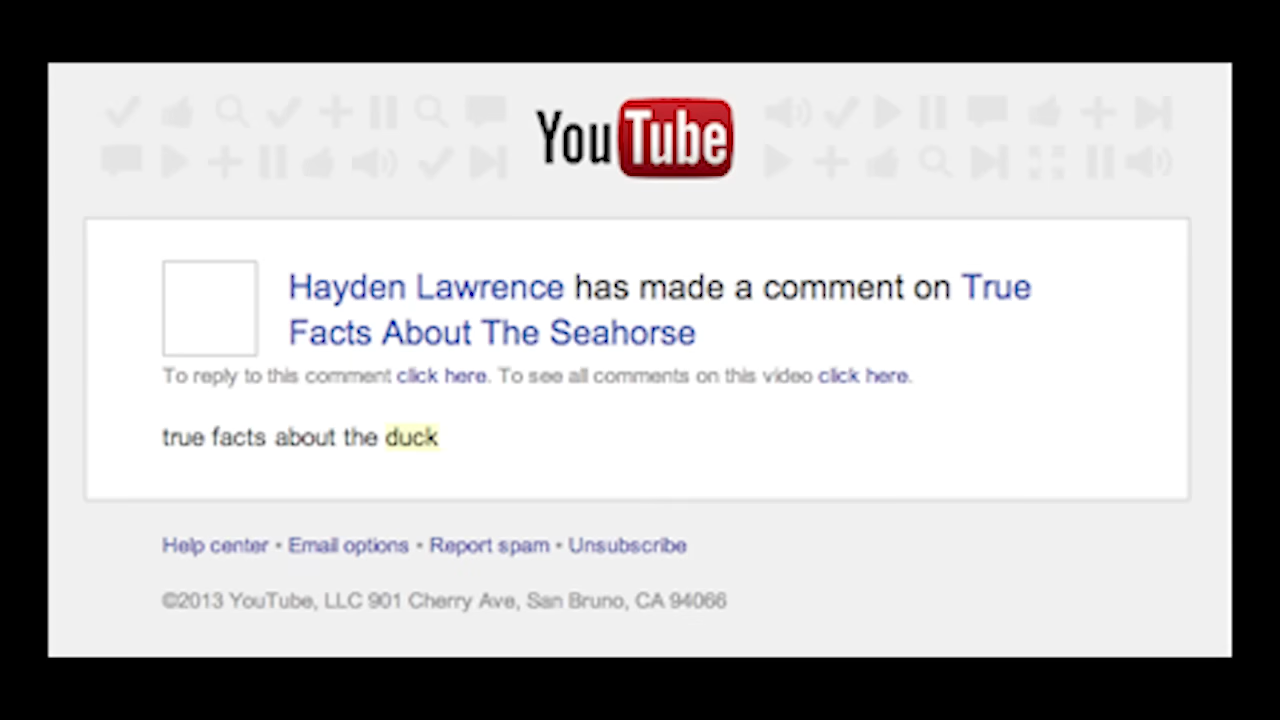 YouTube
Hayden Lawrence has made a comment on True
Facts About The Seahorse
To reply to this comment click here. To see all comments on this video click here.
true facts about the duck
Help center • Email options • Report spam • Unsubscribe
©2013 YouTube, LLC 901 Cherry Ave, San Bruno, CA 94066